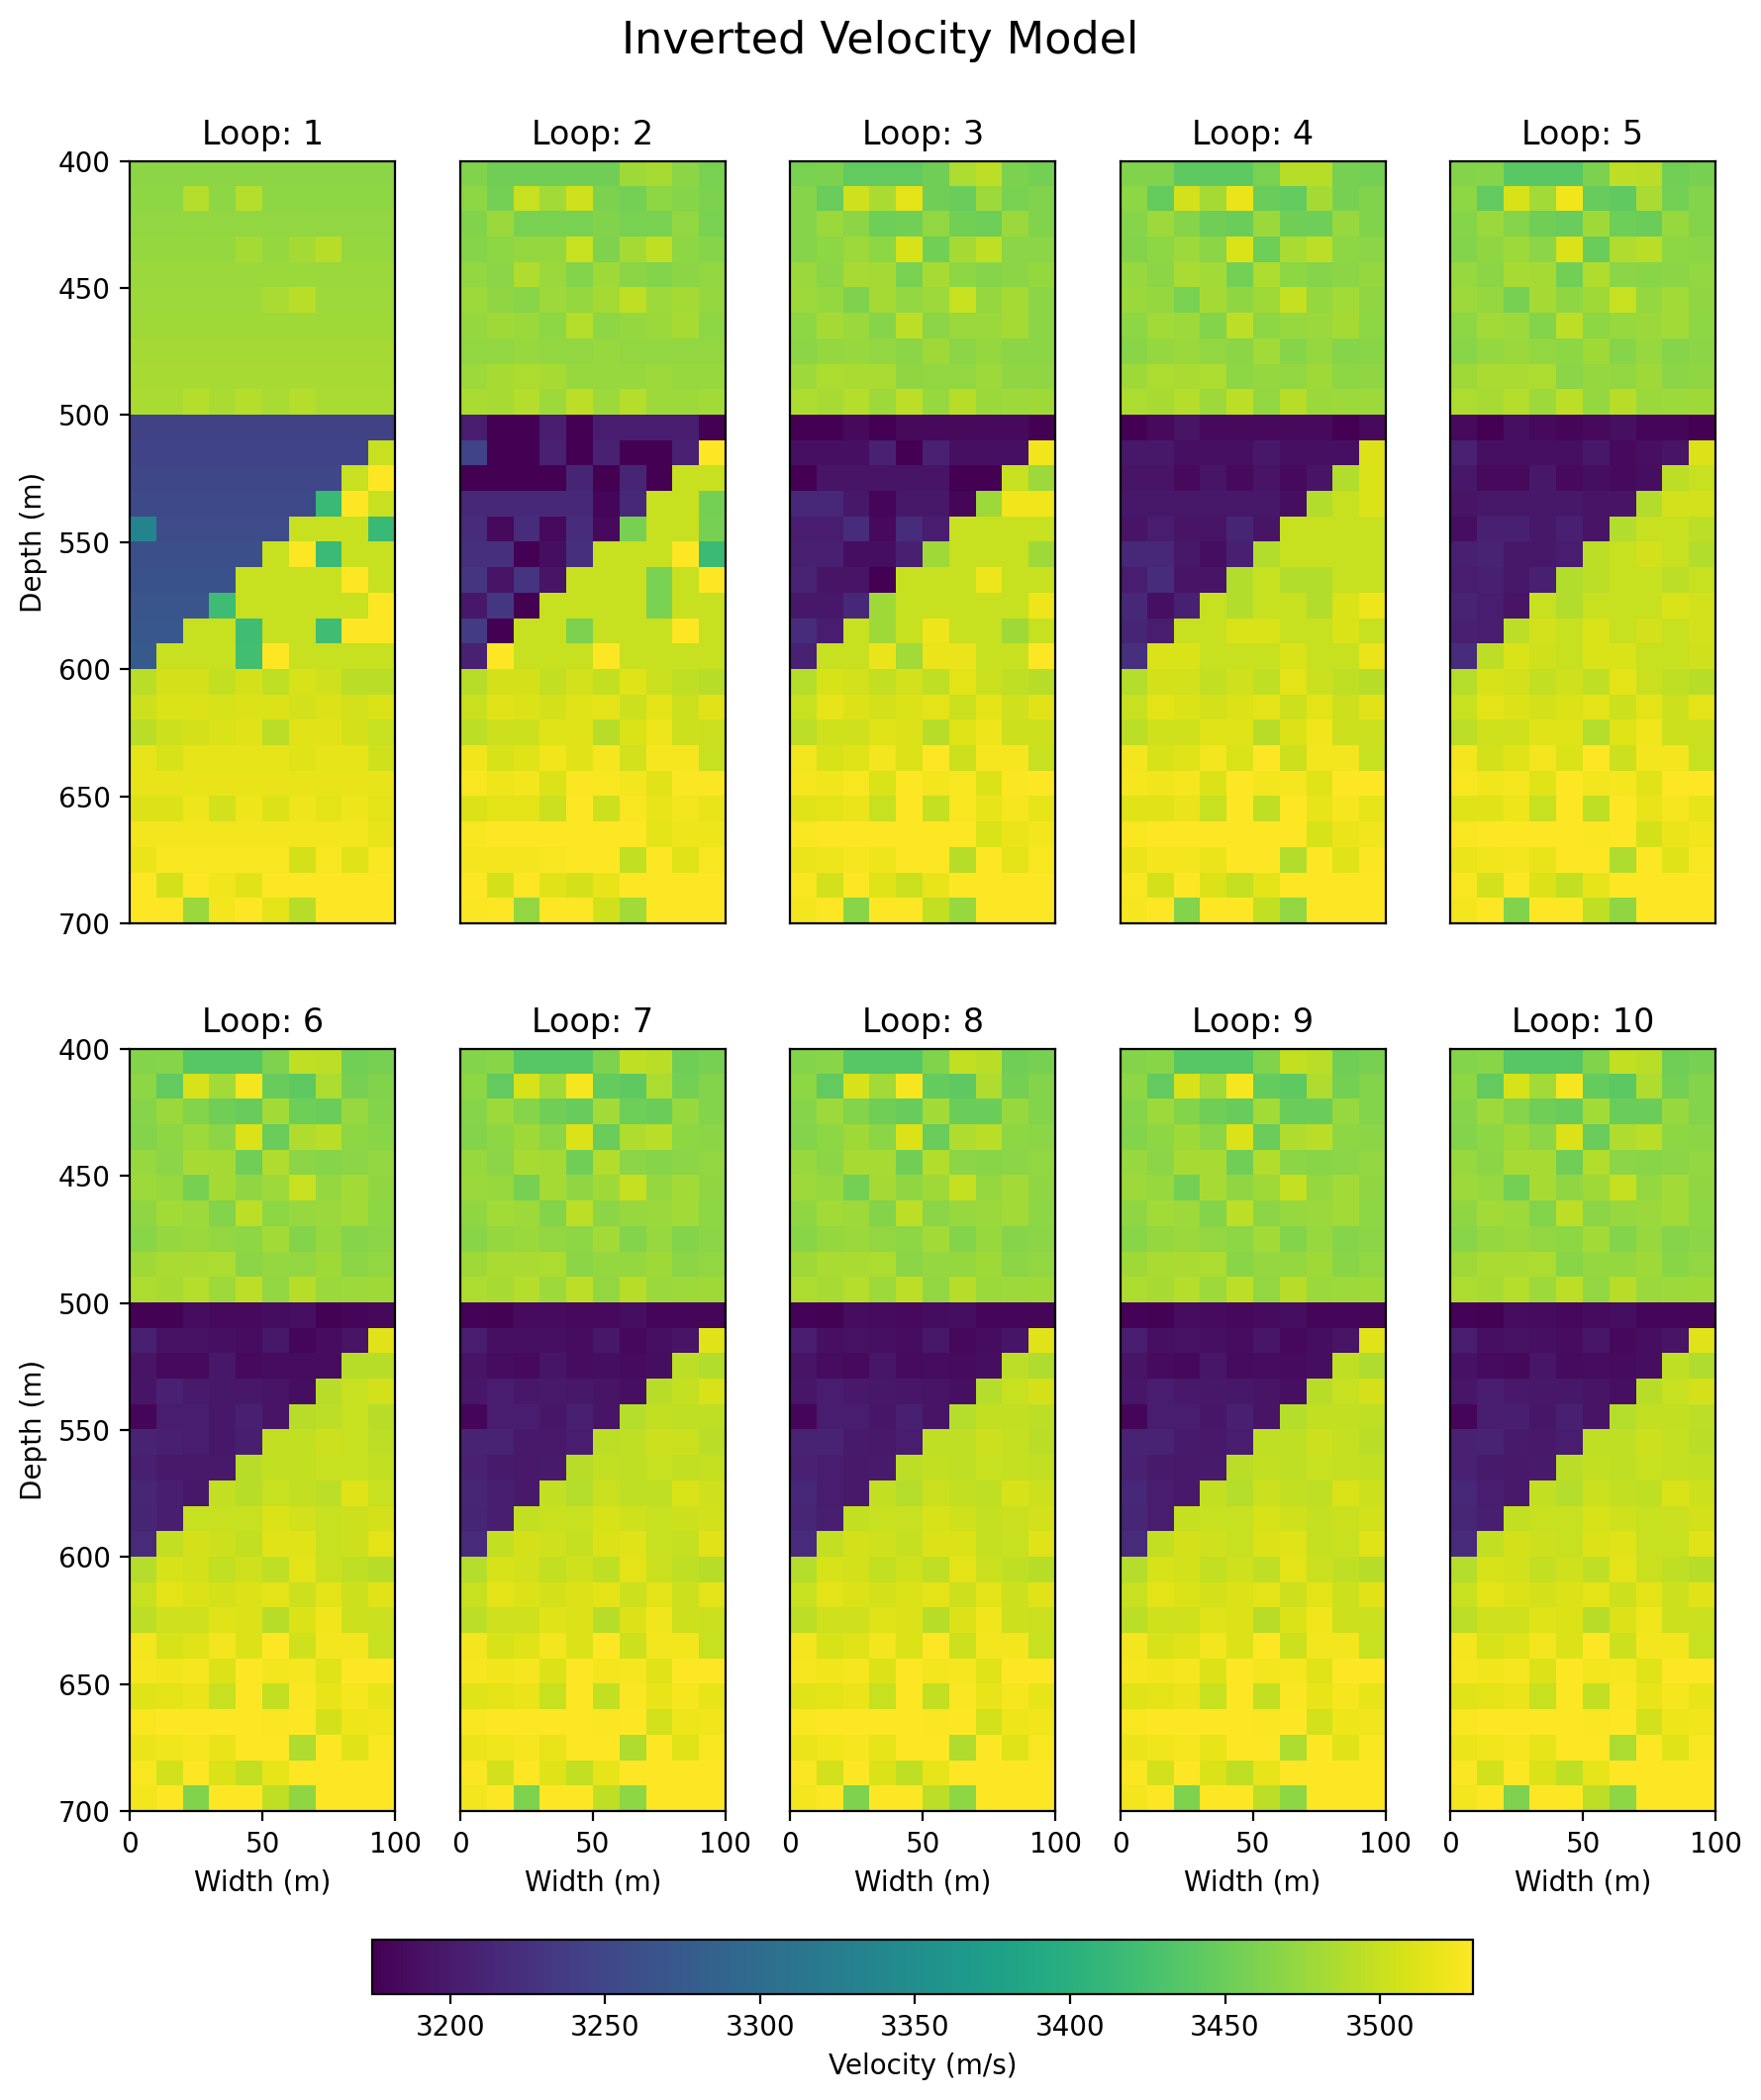 Inverted Velocity Model
Loop: 1 Loop: 2 Loop: 3 Loop: 4 Loop: 5
400
450
500
550
600
650
700
Depth (m)
Loop: 6 Loop: 7 Loop: 8 Loop: 9 Loop: 10
400
450
500
550
600
650
700
Depth (m)
0 50 100 0 50 100 0 50 100 0 50 100 0 50 100
Width (m) Width (m) Width (m) Width (m) Width (m)
3200 3250 3300 3350 3400 3450 3500
Velocity (m/s)